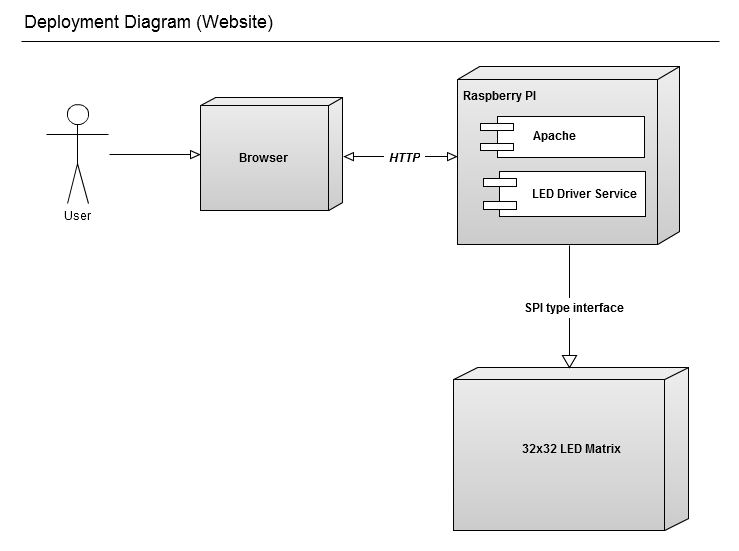 Deployment Diagram (Website)
Raspberry PI
Apache
Browser
HTTP
LED Driver Service
User
SPI type interface
32x32 LED Matrix